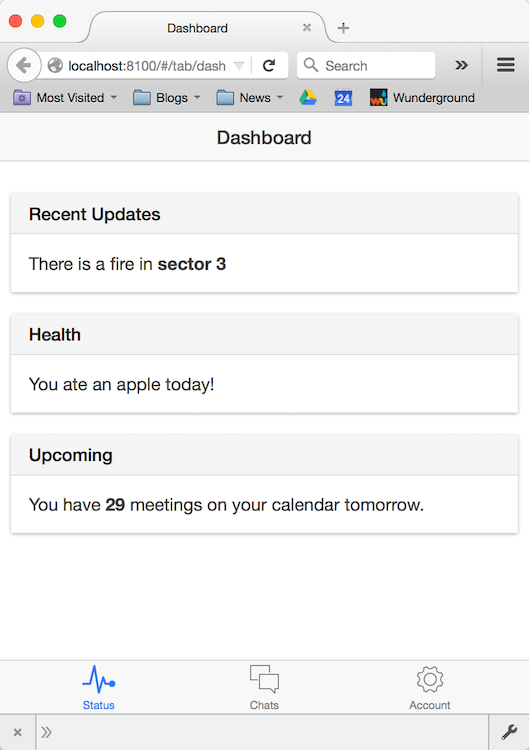 Dashboard
localhost:8100/#/tab/dash
Search
Most Visited
Blogs
News
24
Wunderground
Dashboard
Recent Updates
There is a fire in sector 3
Health
You ate an apple today!
Upcoming
You have 29 meetings on your calendar tomorrow.
Status
Chats
Account